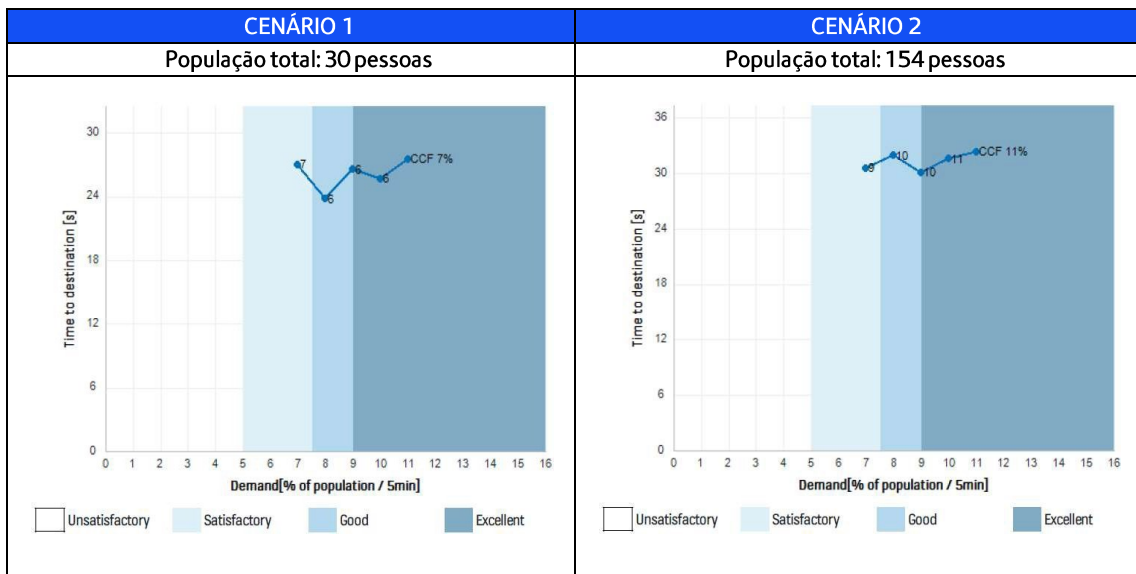 CENÁRIO 1
População total: 30 pessoas
30
24
18
12
6
0
Time to destination [s]
7
6
6
6
CCF 7%
0 1 2 3 4 5 6 7 8 9 10 11 12 13 14 15 16
Demand[% of population / 5min]
Unsatisfactory Satisfactory Good Excellent
CENÁRIO 2
População total: 154 pessoas
36
30
24
18
12
6
0
Time to destination [s]
9
10
10
11
CCF 11%
0 1 2 3 4 5 6 7 8 9 10 11 12 13 14 15 16
Demand[% of population / 5min]
Unsatisfactory Satisfactory Good Excellent